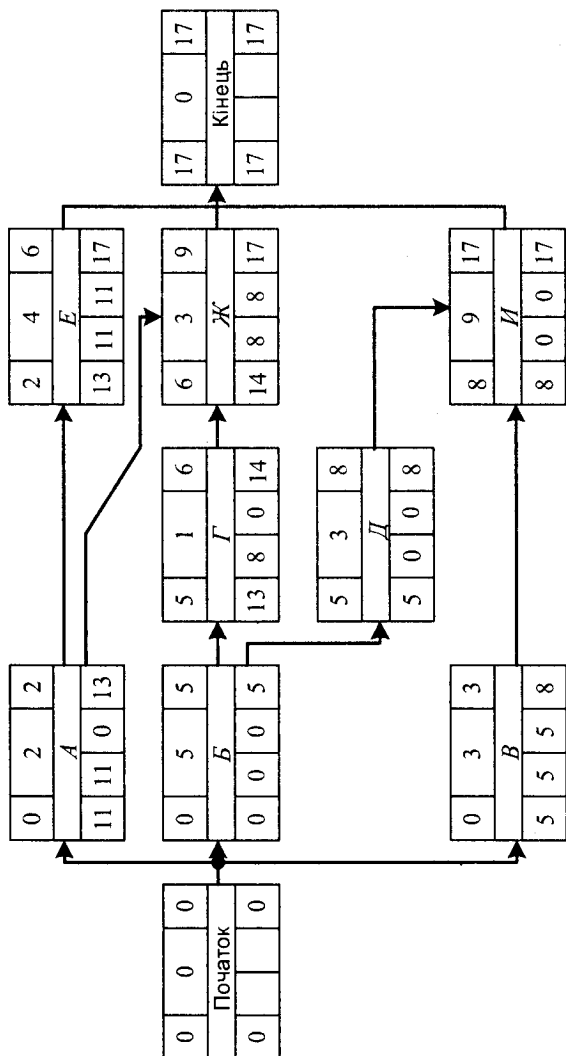 0 0 0
Початок
0 0
0 2 2
А
11 11 0 13
0 5 5
Б
0 0 0 5
0 3 3
В
5 5 5 8
5 1 6
Г
13 8 0 14
5 3 8
Д
5 0 0 8
2 4 6
Е
13 11 11 17
6 3 9
Ж
14 8 8 17
8 9 17
И
8 0 0 17
17 0 17
Кінець
17 17